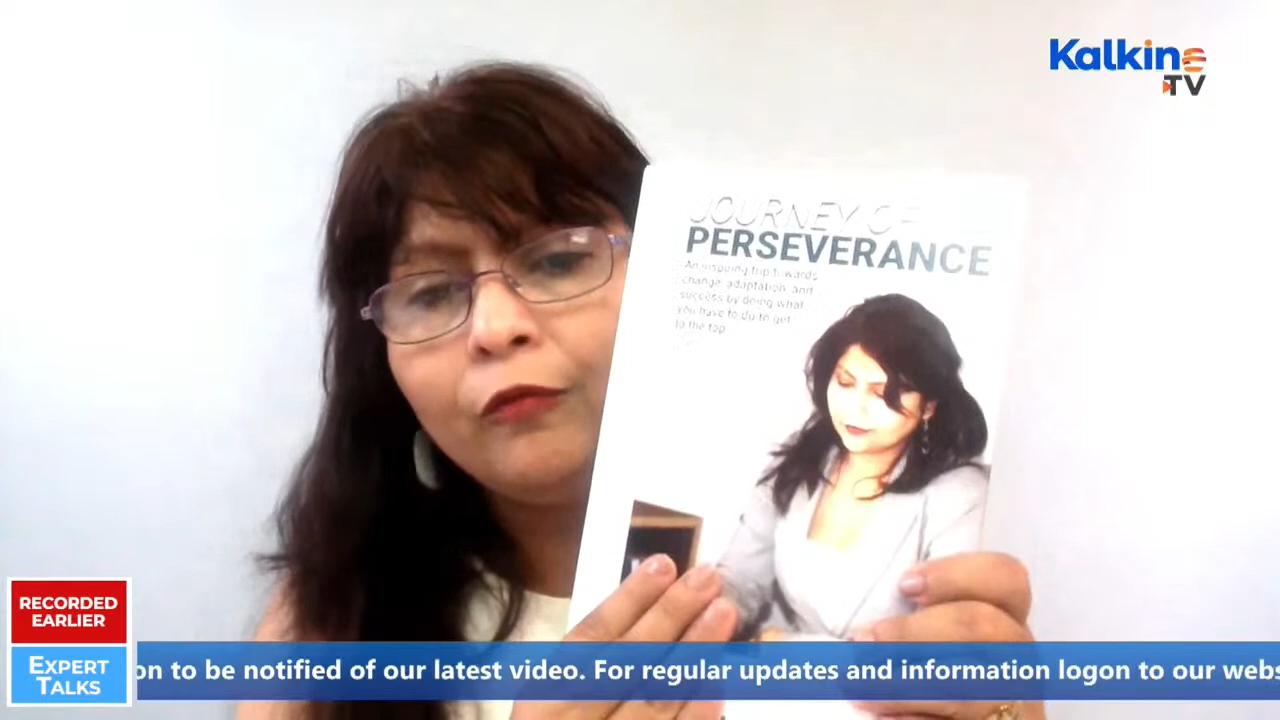 Kalkine
TV
JOURNEY OF
PERSEVERANCE
An inspiring trip towards
change, adaptation, and
success by doing what
you have to do to get
to the top
RECORDED
EARLIER
EXPERT
TALKS
on to be notified of our latest video. For regular updates and information logon to our webs